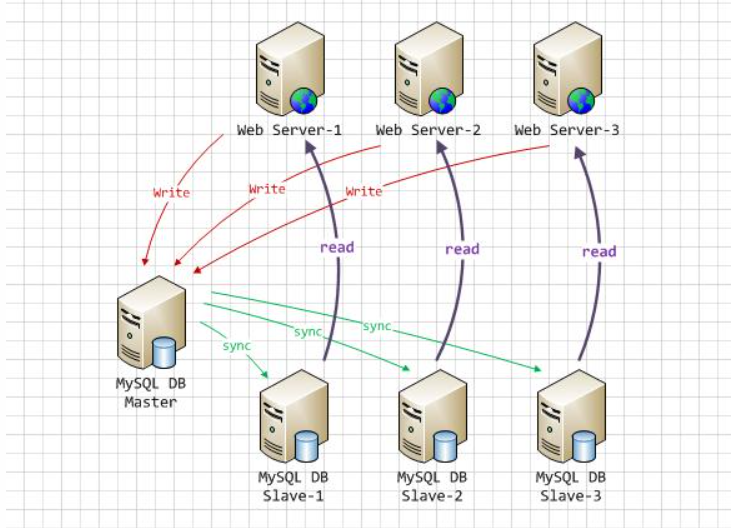 Web Server-1
Web Server-2
Web Server-3
Write
Write
Write
read
read
read
sync
sync
sync
MySQL DB
Master
MySQL DB
Slave-1
MySQL DB
Slave-2
MySQL DB
Slave-3